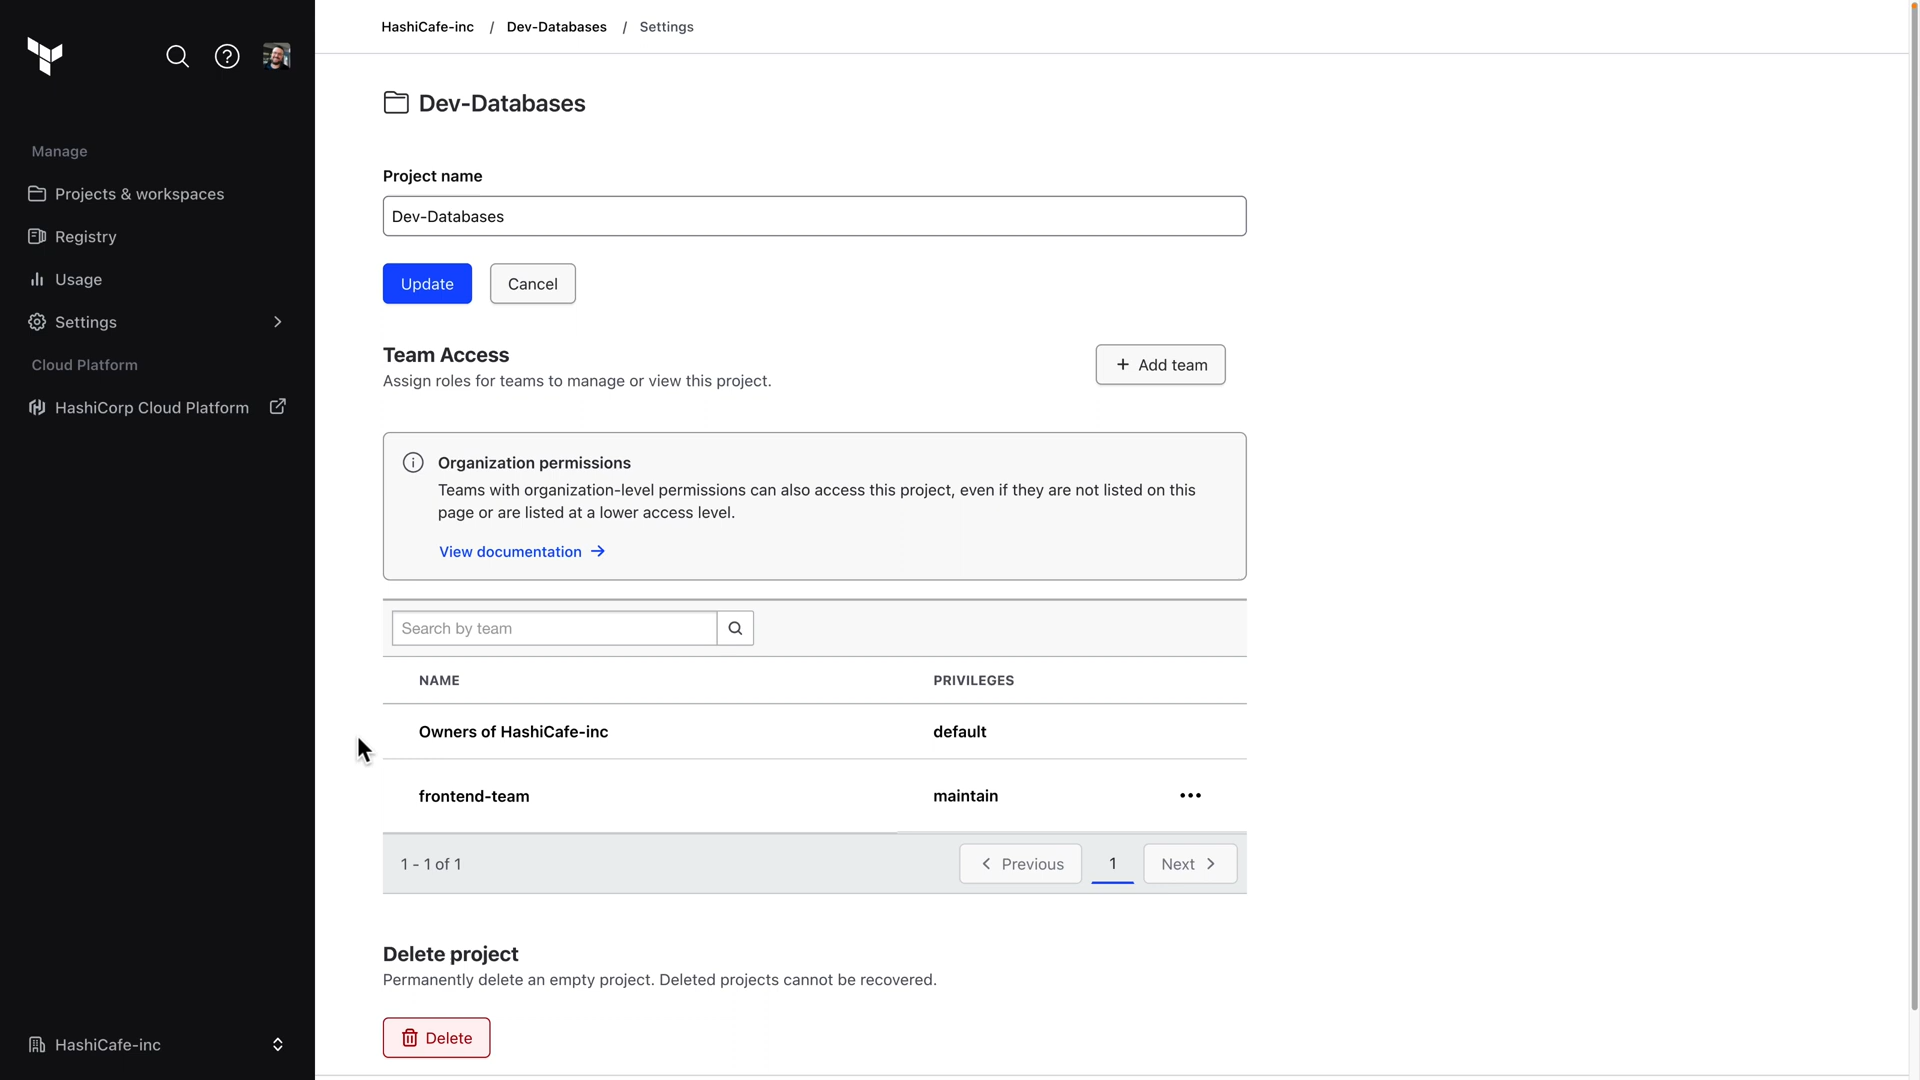 HashiCafe-inc / Dev-Databases / Settings
Manage
Projects & workspaces
Registry
Usage
Settings
Cloud Platform
HashiCorp Cloud Platform
HashiCafe-inc
Dev-Databases
Project name
Dev-Databases
Update
Cancel
Team Access
Assign roles for teams to manage or view this project.
+ Add team
Organization permissions
Teams with organization-level permissions can also access this project, even if they are not listed on this
page or are listed at a lower access level.
View documentation →
Search by team
NAME PRIVILEGES
Owners of HashiCafe-inc default
frontend-team maintain
1 - 1 of 1
Previous 1 Next
Delete project
Permanently delete an empty project. Deleted projects cannot be recovered.
Delete